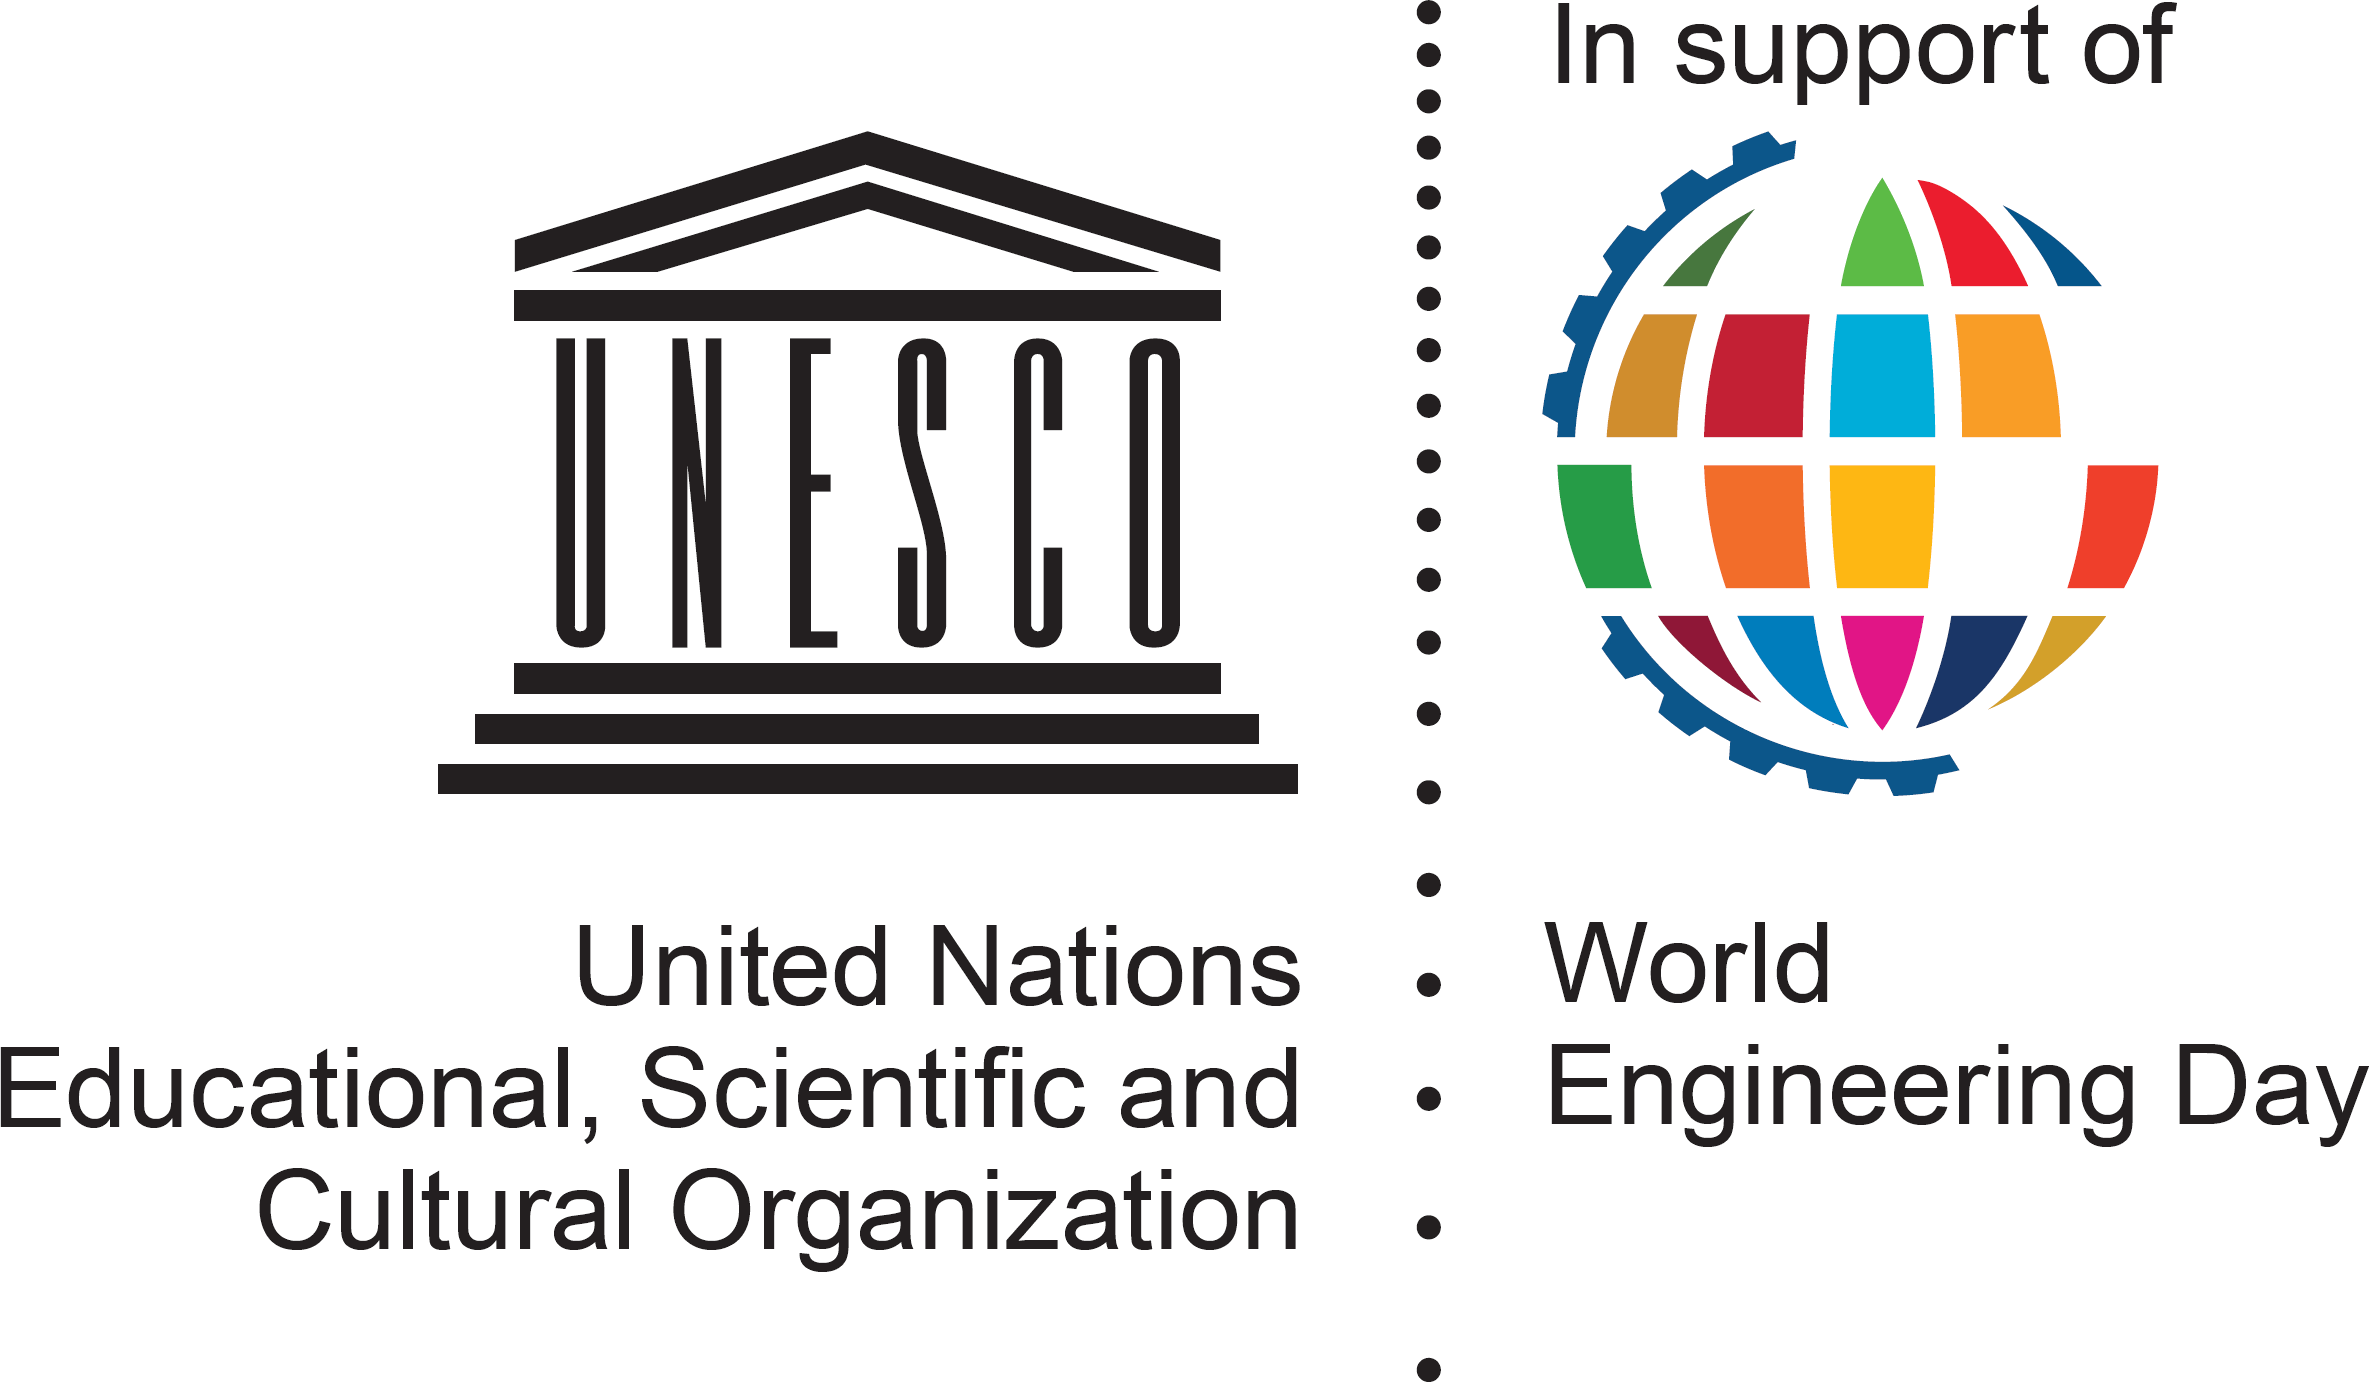 UNESCO
United Nations
Educational, Scientific and
Cultural Organization
In support of
World
Engineering Day